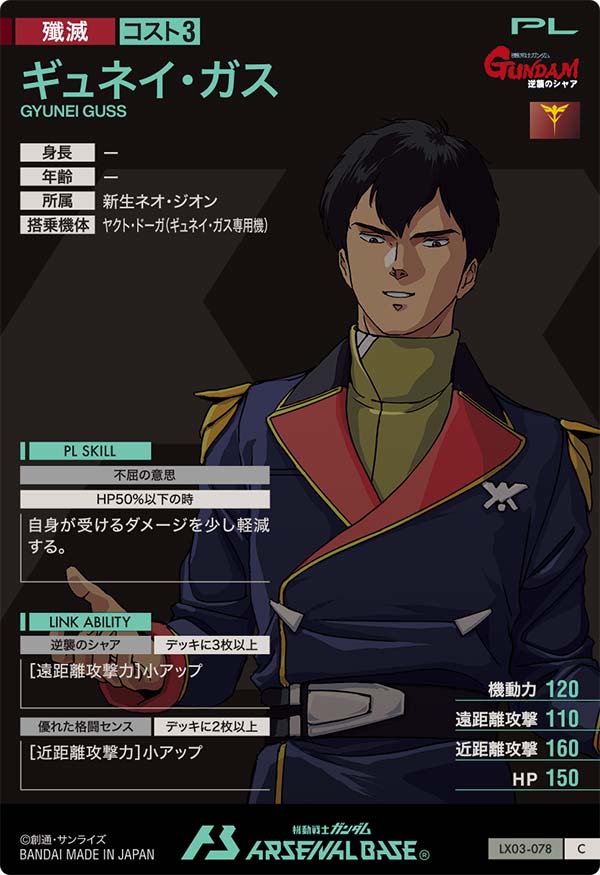 殲滅 コスト3 PL
ギュネイ・ガス
GYUNEI GUSS
機動戦士ガンダム
GUNDAM
逆襲のシャア
身長 ー
年齢 ー
所属 新生ネオ・ジオン
搭乗機体 ヤクト・ドーガ(ギュネイ・ガス専用機)
PL SKILL
不屈の意思
HP50%以下の時
自身が受けるダメージを少し軽減
する。
LINK ABILITY
逆襲のシャア デッキに3枚以上
[遠距離攻撃力]小アップ
優れた格闘センス デッキに2枚以上
[近距離攻撃力]小アップ
機動力 120
遠距離攻撃 110
近距離攻撃 160
HP 150
©創通・サンライズ
BANDAI MADE IN JAPAN
機動戦士ガンダム
AB ARSENAL BASE®
LX03-078 C